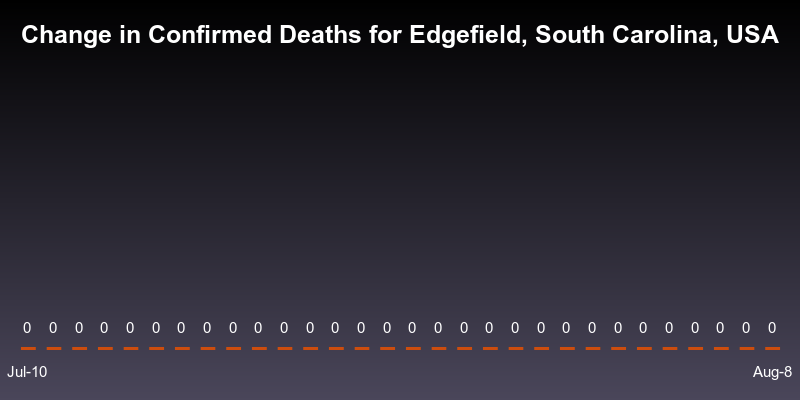 Change in Confirmed Deaths for Edgefield, South Carolina, USA
0 0 0 0 0 0 0 0 0 0 0 0 0 0 0 0 0 0 0 0 0 0 0 0 0 0 0 0 0 0
Jul-10 Aug-8